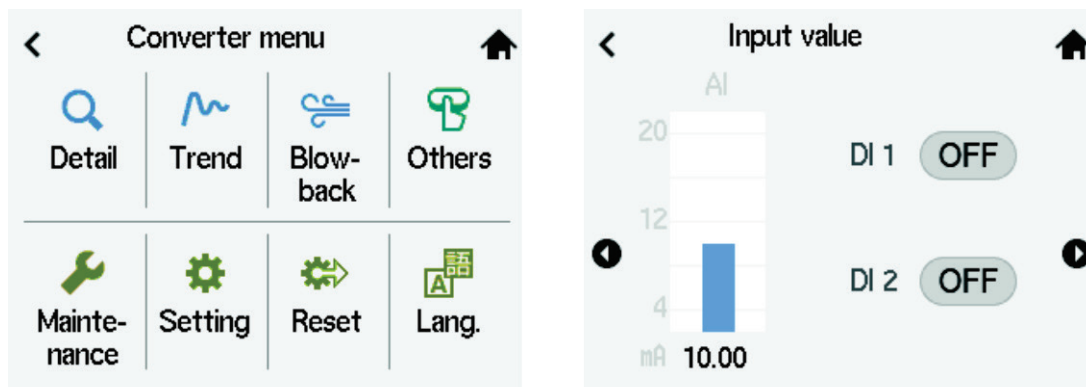 Converter menu
Detail
Trend
Blow-
back
Others
Mainte-
nance
Setting
Reset
A語
Lang.
Input value
AI
20
12
4
mA 10.00
DI 1 OFF
DI 2 OFF